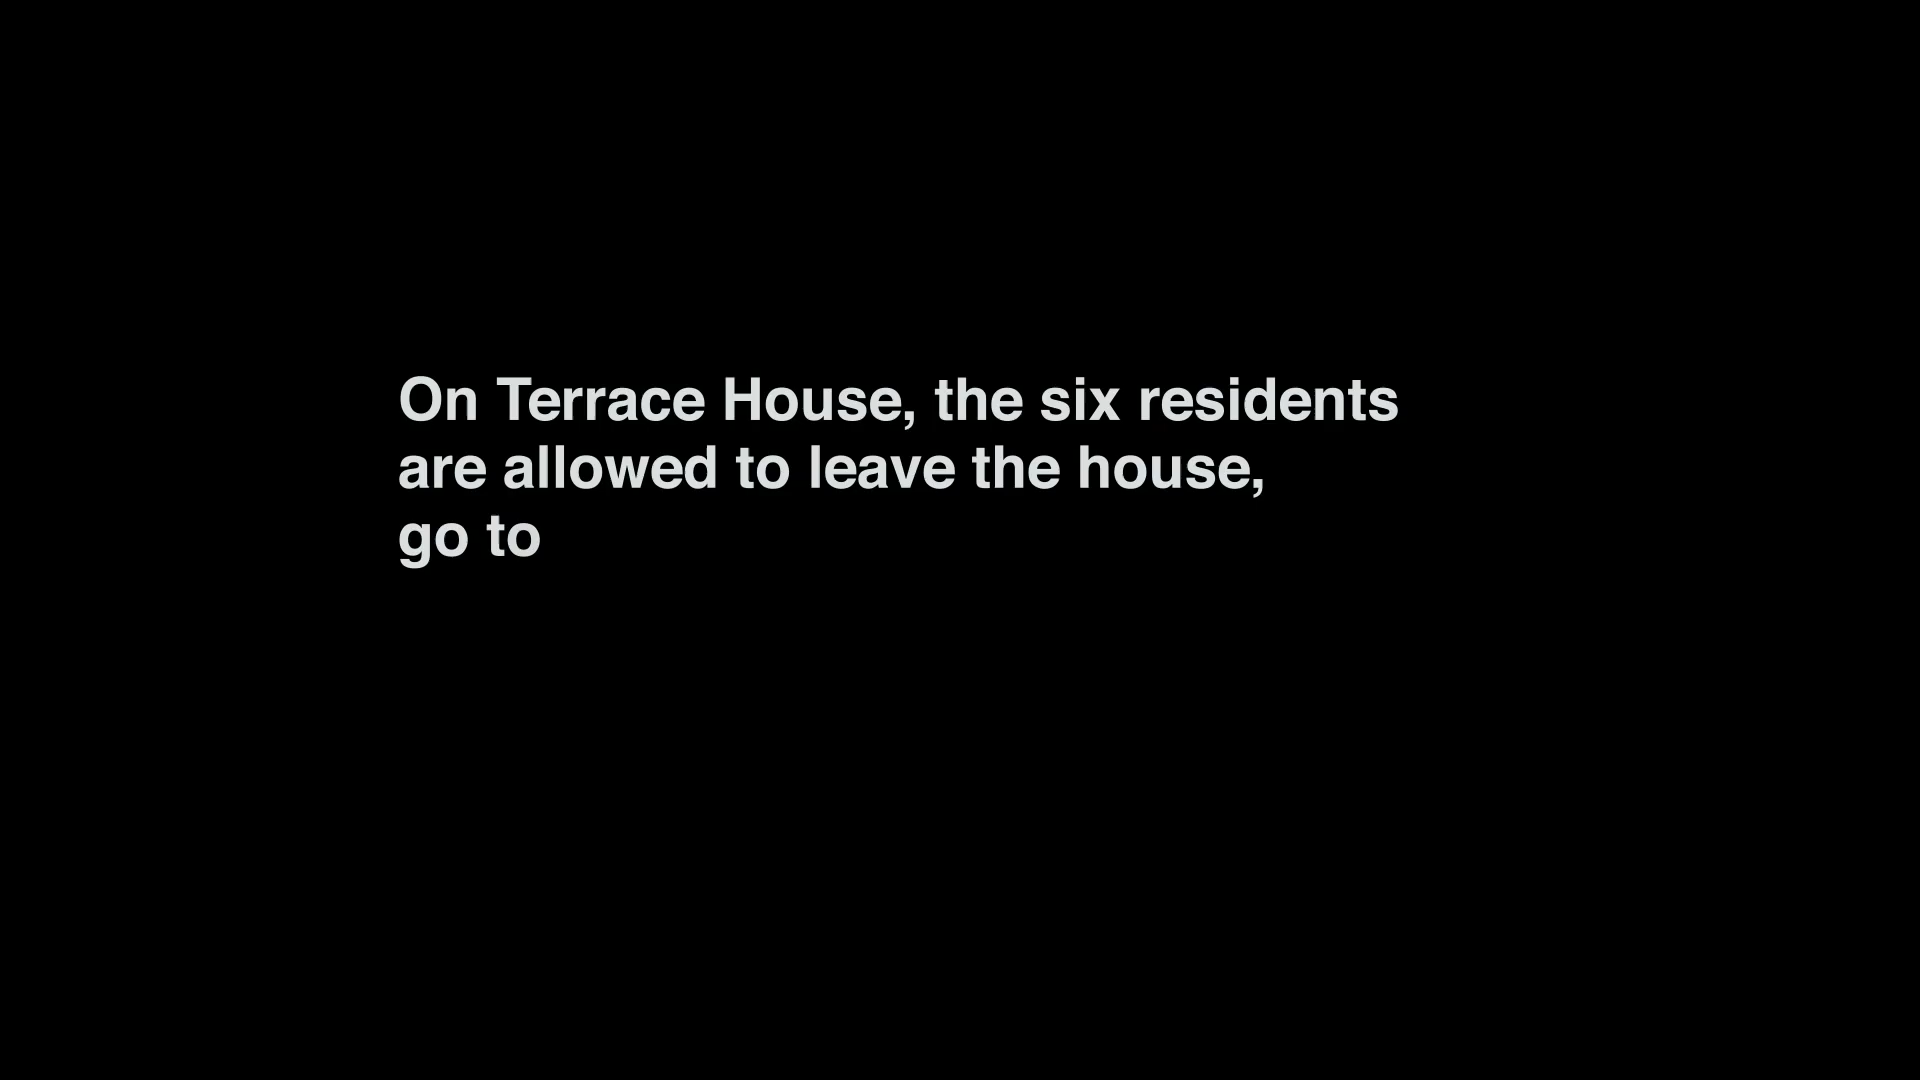 On Terrace House, the six residents
are allowed to leave the house,
go to